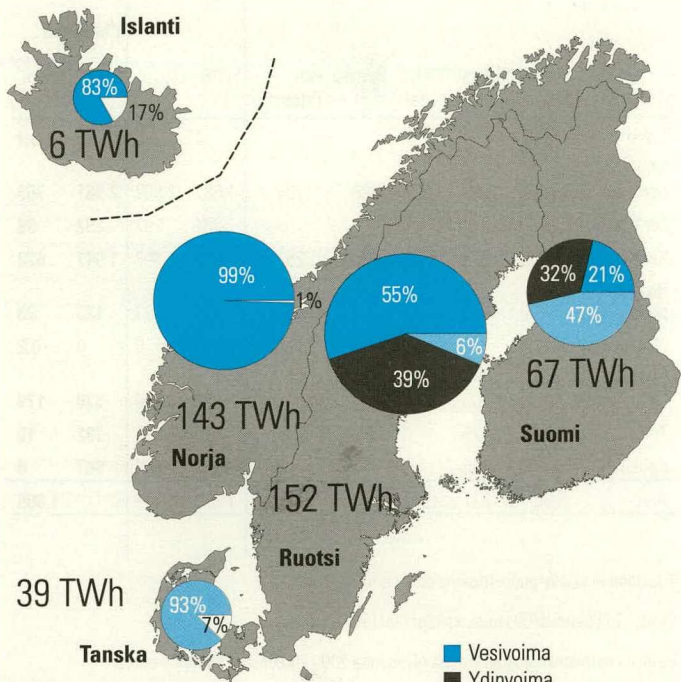 Islanti
83%
17%
6 TWh
99%
1%
143 TWh
Norja
55%
6%
39%
152 TWh
Ruotsi
32%
21%
47%
67 TWh
Suomi
39 TWh
93%
7%
Tanska
Vesivoima
Ydinvoima